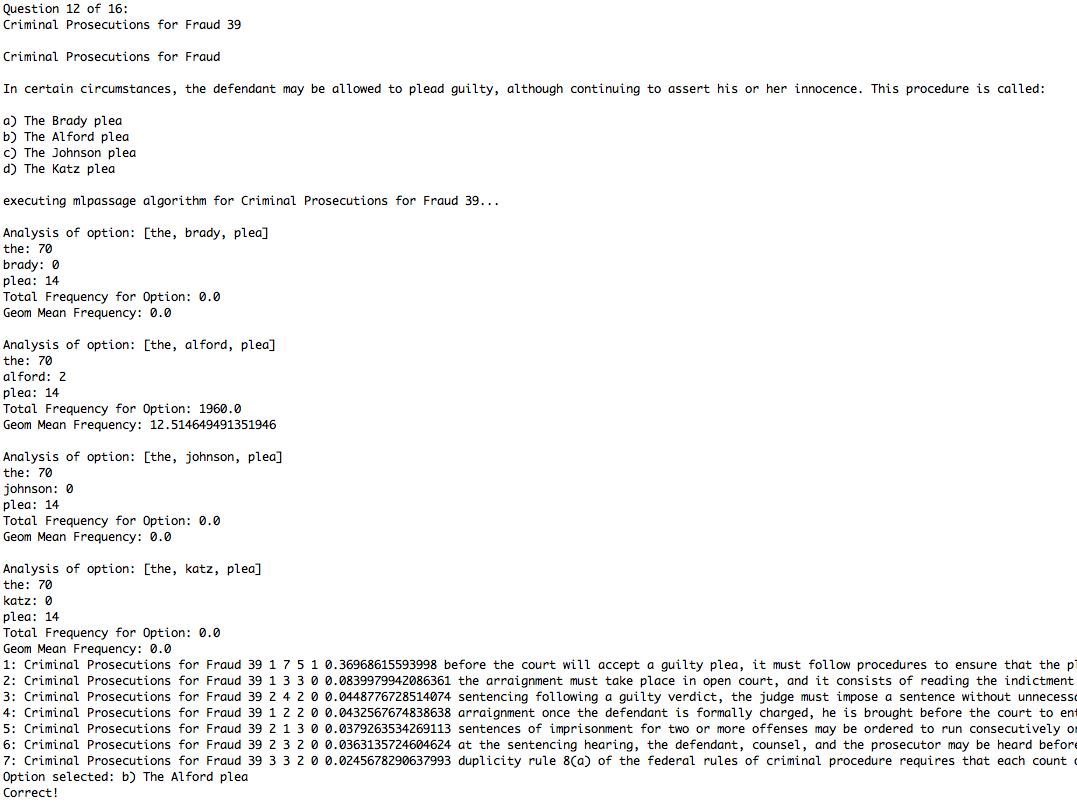 Question 12 of 16:
Criminal Prosecutions for Fraud 39
Criminal Prosecutions for Fraud
In certain circumstances, the defendant may be allowed to plead guilty, although continuing to assert his or her innocence. This procedure is called:
a) The Brady plea
b) The Alford plea
c) The Johnson plea
d) The Katz plea
executing mlpassage algorithm for Criminal Prosecutions for Fraud 39...
Analysis of option: [the, brady, plea]
the: 70
brady: 0
plea: 14
Total Frequency for Option: 0.0
Geom Mean Frequency: 0.0
Analysis of option: [the, alford, plea]
the: 70
alford: 2
plea: 14
Total Frequency for Option: 1960.0
Geom Mean Frequency: 12.514649491351946
Analysis of option: [the, johnson, plea]
the: 70
johnson: 0
plea: 14
Total Frequency for Option: 0.0
Geom Mean Frequency: 0.0
Analysis of option: [the, katz, plea]
the: 70
katz: 0
plea: 14
Total Frequency for Option: 0.0
Geom Mean Frequency: 0.0
1: Criminal Prosecutions for Fraud 39 1 7 5 1 0.36968615593998 before the court will accept a guilty plea, it must follow procedures to ensure that the
2: Criminal Prosecutions for Fraud 39 1 3 3 0 0.0839979942086361 the arraignment must take place in open court, and it consists of reading the indictment
3: Criminal Prosecutions for Fraud 39 2 4 2 0 0.0448776728514074 sentencing following a guilty verdict, the judge must impose a sentence without
4: Criminal Prosecutions for Fraud 39 1 2 2 0 0.0432567674838638 arraignment once the defendant is formally charged, he is brought before the court to
5: Criminal Prosecutions for Fraud 39 2 1 3 0 0.0379263534269113 sentences of imprisonment for two or more offenses may be ordered to run consecutively
6: Criminal Prosecutions for Fraud 39 2 3 2 0 0.0363135724604624 at the sentencing hearing, the defendant, counsel, and the prosecutor may be heard
7: Criminal Prosecutions for Fraud 39 3 3 2 0 0.0245678290637993 duplicity rule 8(a) of the federal rules of criminal procedure requires that each count
Option selected: b) The Alford plea
Correct!